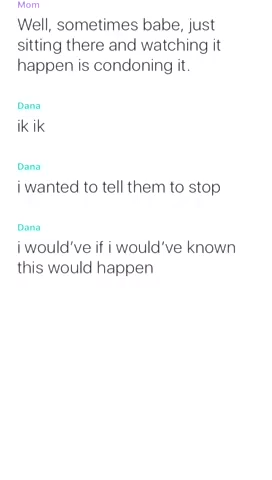 Mom
Well, sometimes babe, just
sitting there and watching it
happen is condoning it.
Dana
ik ik
Dana
i wanted to tell them to stop
Dana
i would’ve if i would’ve known
this would happen